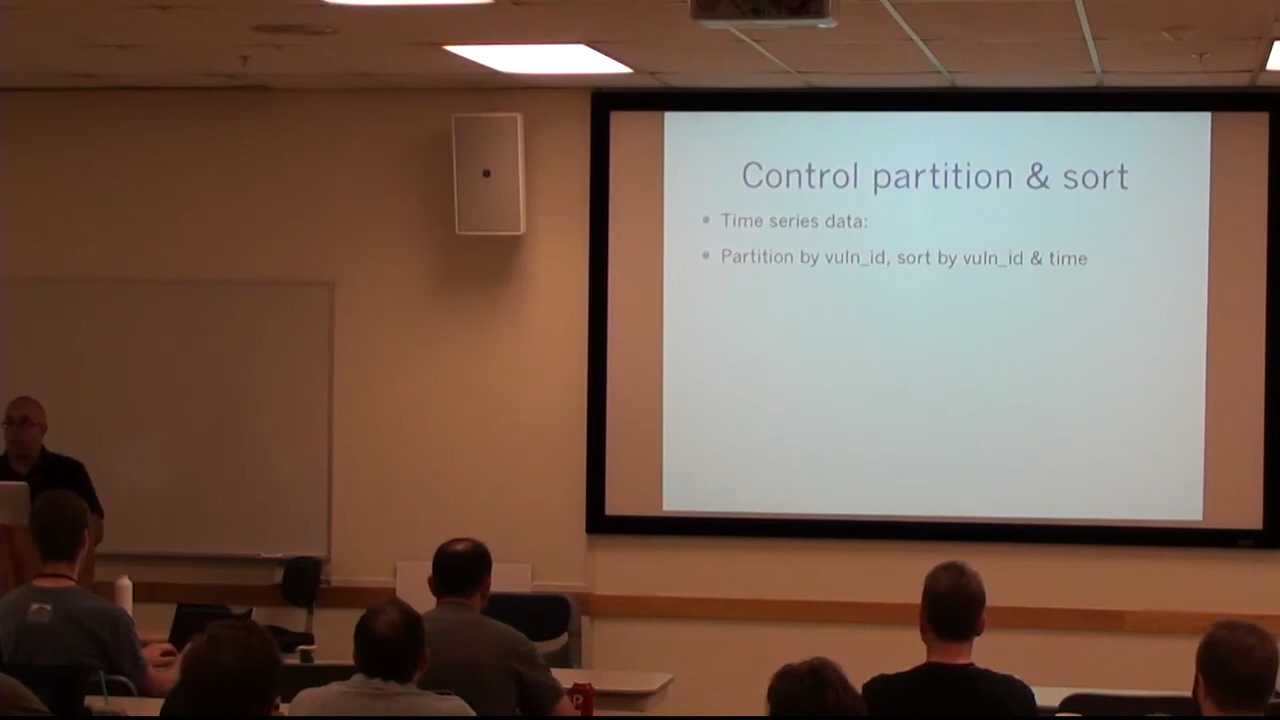 Control partition & sort
• Time series data:
• Partition by vuln_id, sort by vuln_id & time